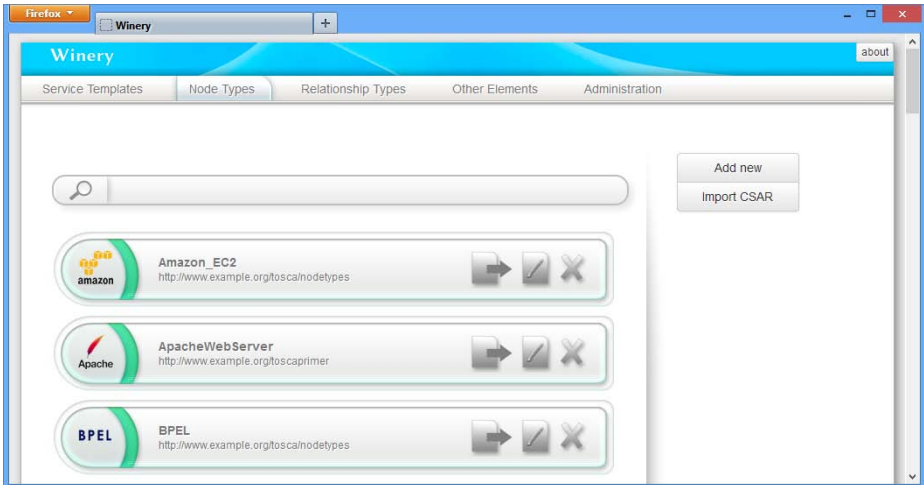 Firefox
Winery
Winery
about
Service Templates
Node Types
Relationship Types
Other Elements
Administration
Add new
Import CSAR
amazon
Amazon_EC2
http://www.example.org/tosca/nodetypes
Apache
ApacheWebServer
http://www.example.org/toscaprimer
BPEL
BPEL
http://www.example.org/tosca/nodetypes